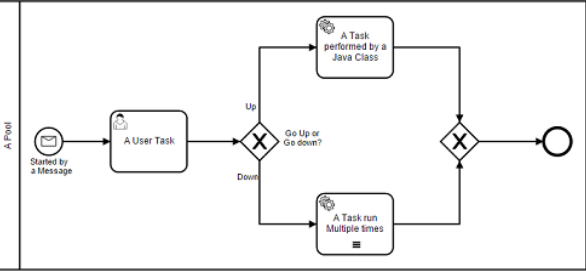 A Pool
Started by
a Message
A User Task
Up
Go Up or
Go down?
Down
A Task
performed by a
Java Class
A Task run
Multiple times